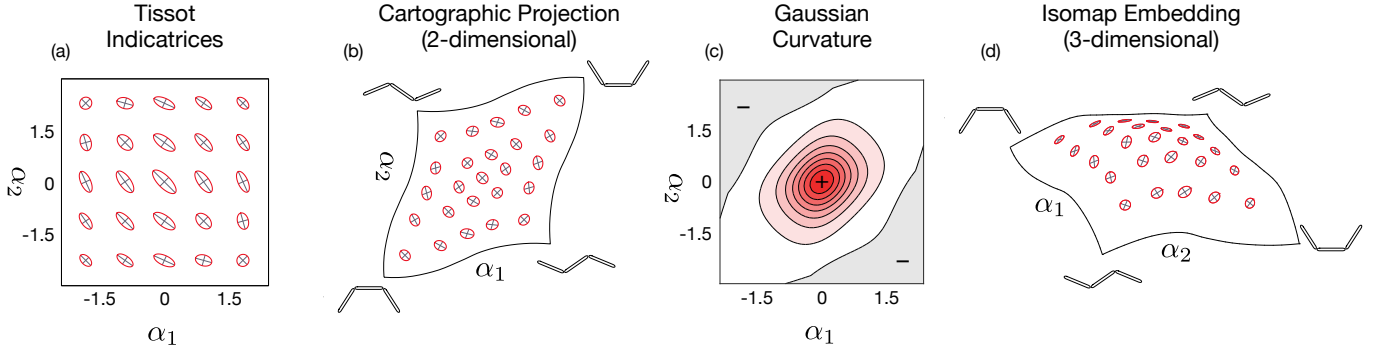 Tissot
Indicatrices
(a)
1.5
0
-1.5
α₂
-1.5 0 1.5
α₁
Cartographic Projection
(2-dimensional)
(b)
α₂
α₁
Gaussian
Curvature
(c)
1.5
0
-1.5
α₂
−
+
−
-1.5 0 1.5
α₁
Isomap Embedding
(3-dimensional)
(d)
α₁
α₂